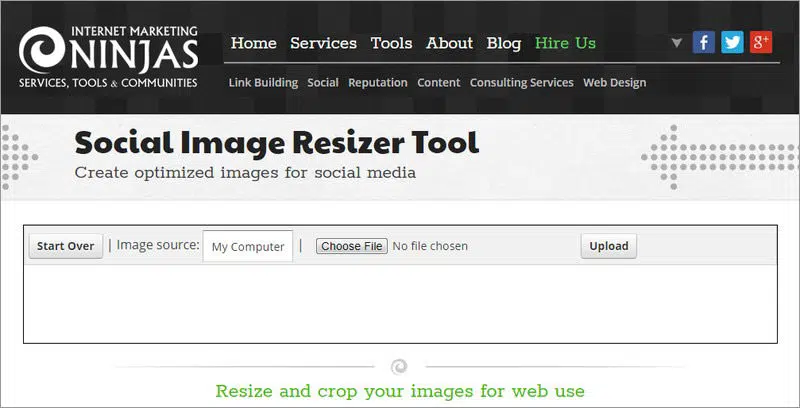 INTERNET MARKETING
NINJAS
SERVICES, TOOLS & COMMUNITIES
Home Services Tools About Blog Hire Us
f g+
Link Building Social Reputation Content Consulting Services Web Design
Social Image Resizer Tool
Create optimized images for social media
Start Over | Image source: My Computer | Choose File No file chosen Upload
Resize and crop your images for web use